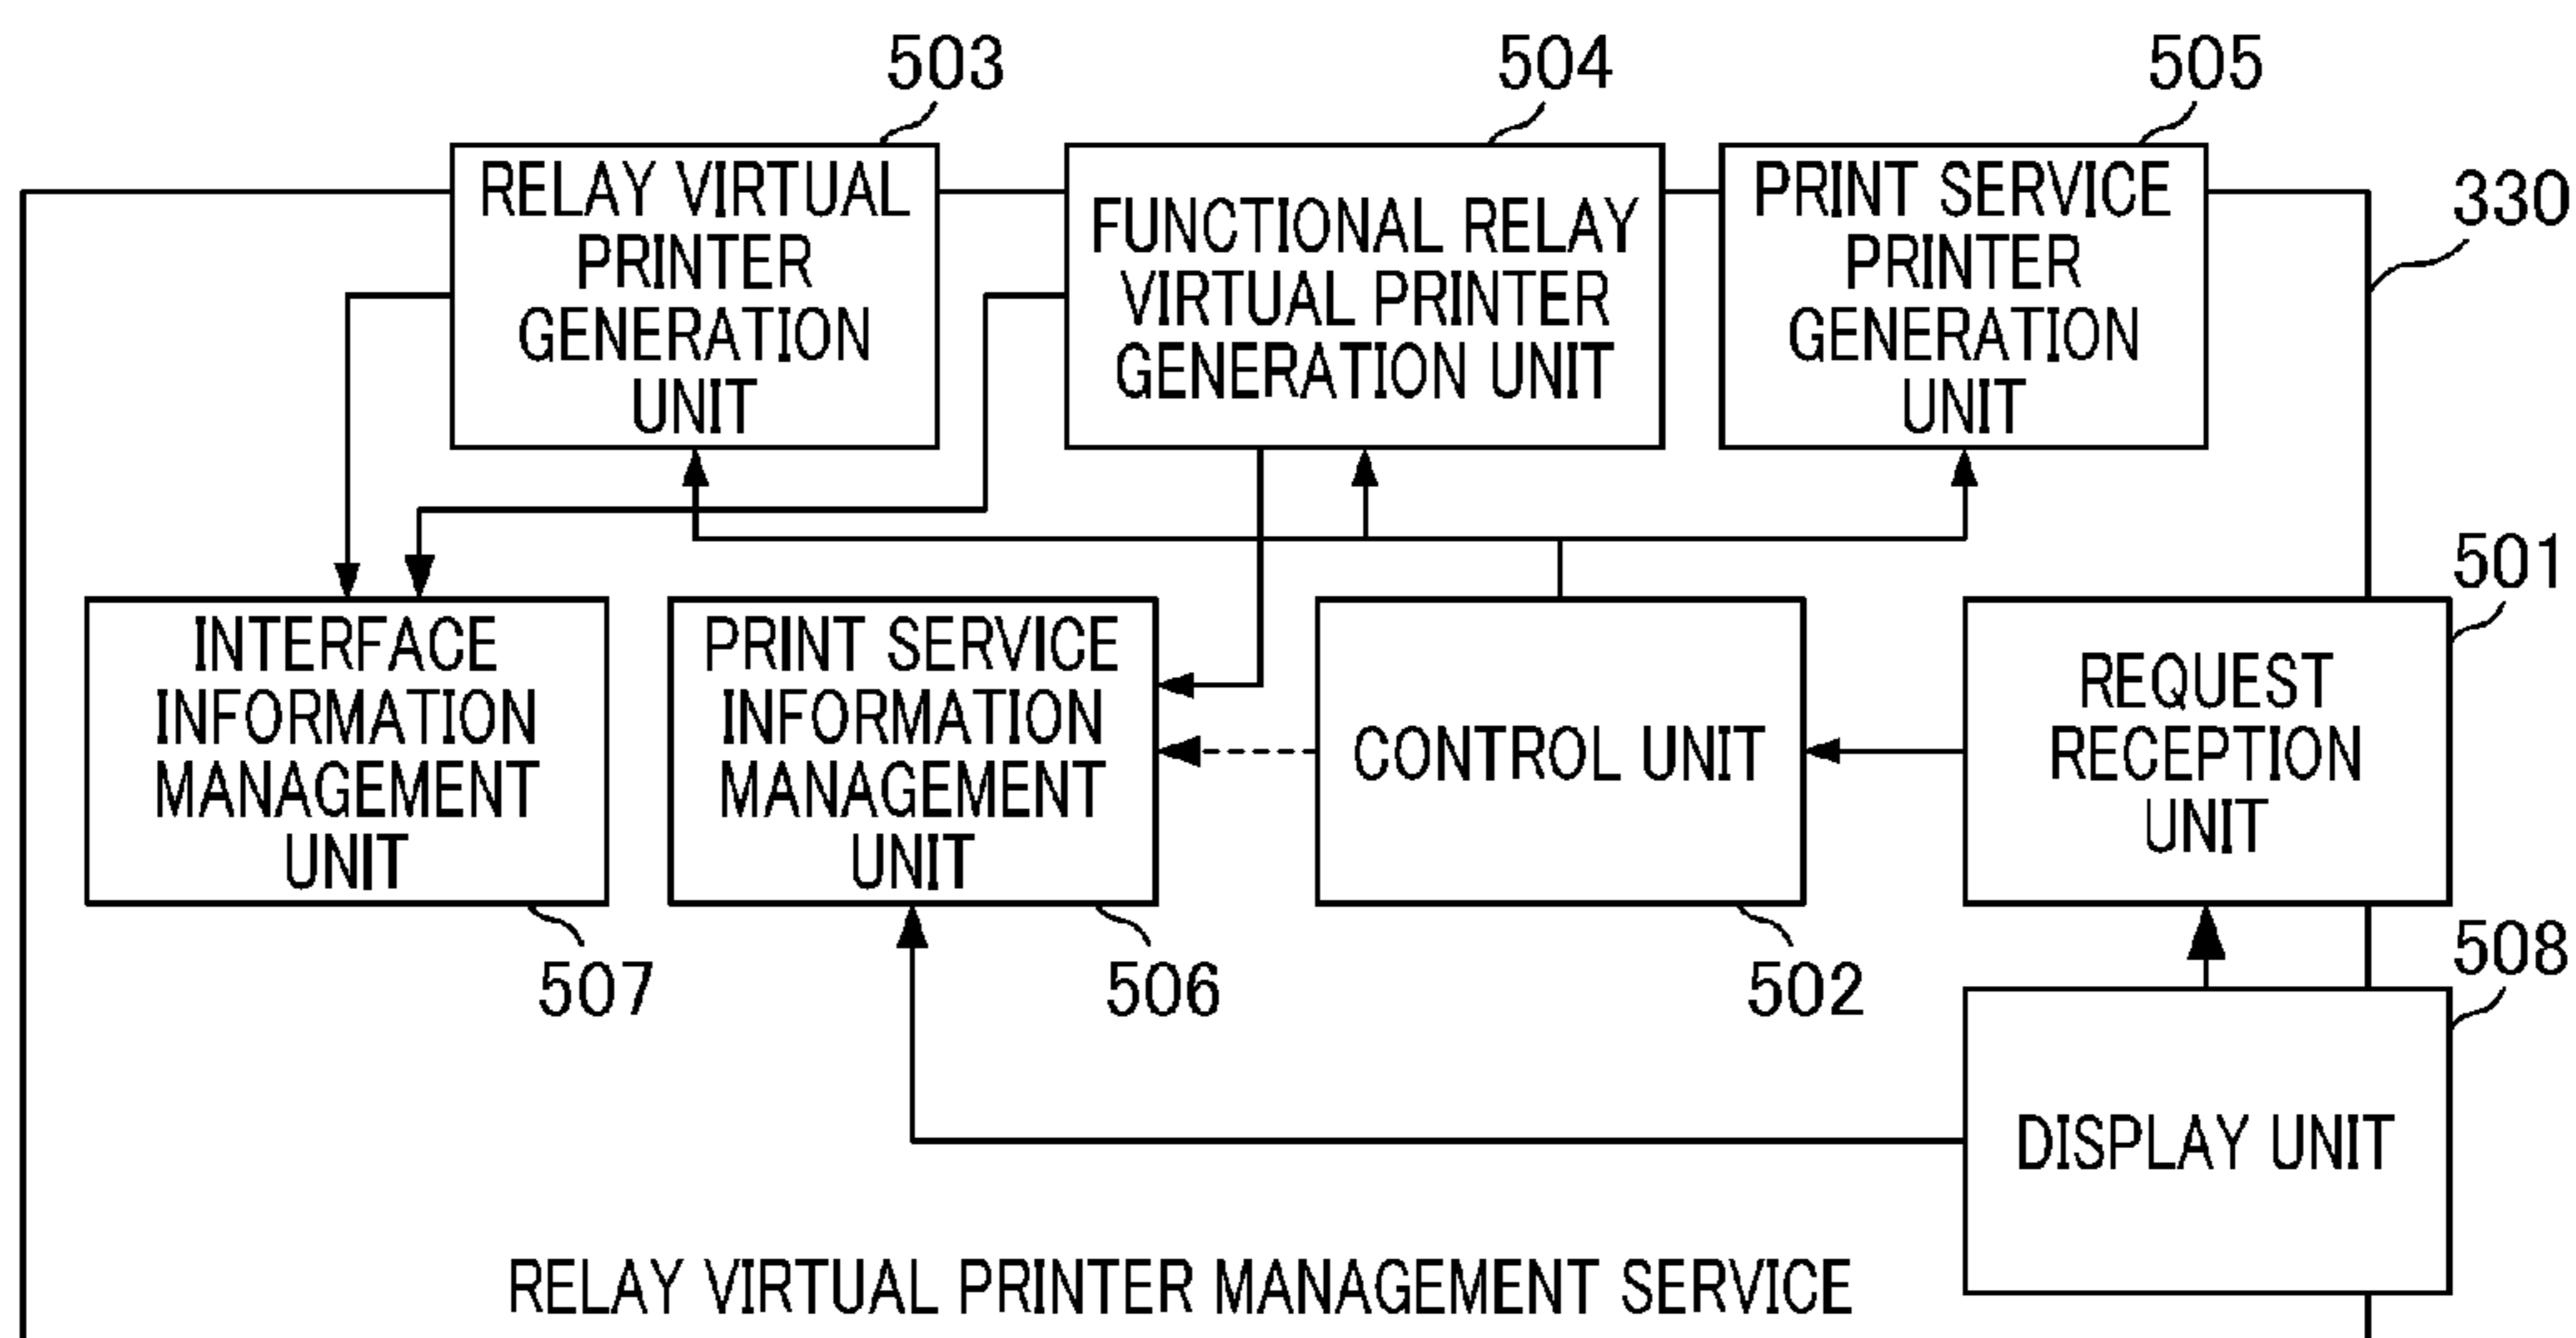 503
504
505
RELAY VIRTUAL
PRINTER
GENERATION
UNIT
FUNCTIONAL RELAY
VIRTUAL PRINTER
GENERATION UNIT
PRINT SERVICE
PRINTER
GENERATION
UNIT
330
501
INTERFACE
INFORMATION
MANAGEMENT
UNIT
PRINT SERVICE
INFORMATION
MANAGEMENT
UNIT
CONTROL UNIT
REQUEST
RECEPTION
UNIT
507
506
502
508
DISPLAY UNIT
RELAY VIRTUAL PRINTER MANAGEMENT SERVICE